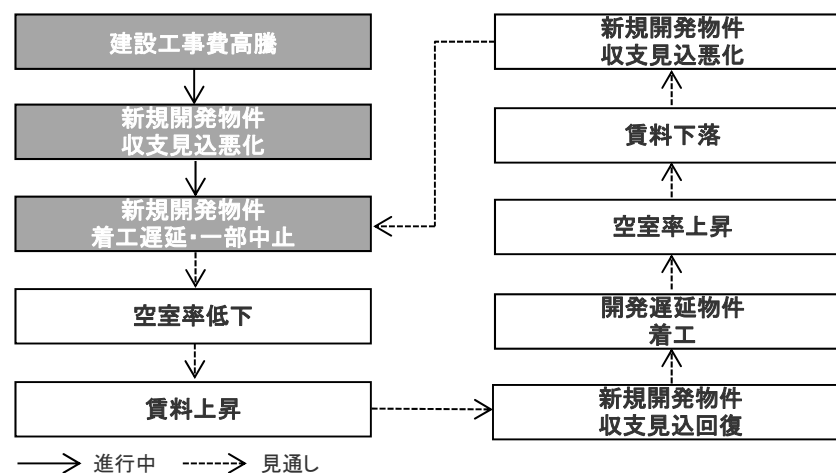 建設工事費高騰
新規開発物件
収支見込悪化
新規開発物件
着工遅延・一部中止
空室率低下
賃料上昇
新規開発物件
収支見込悪化
賃料下落
空室率上昇
開発遅延物件
着工
新規開発物件
収支見込回復
進行中
見通し